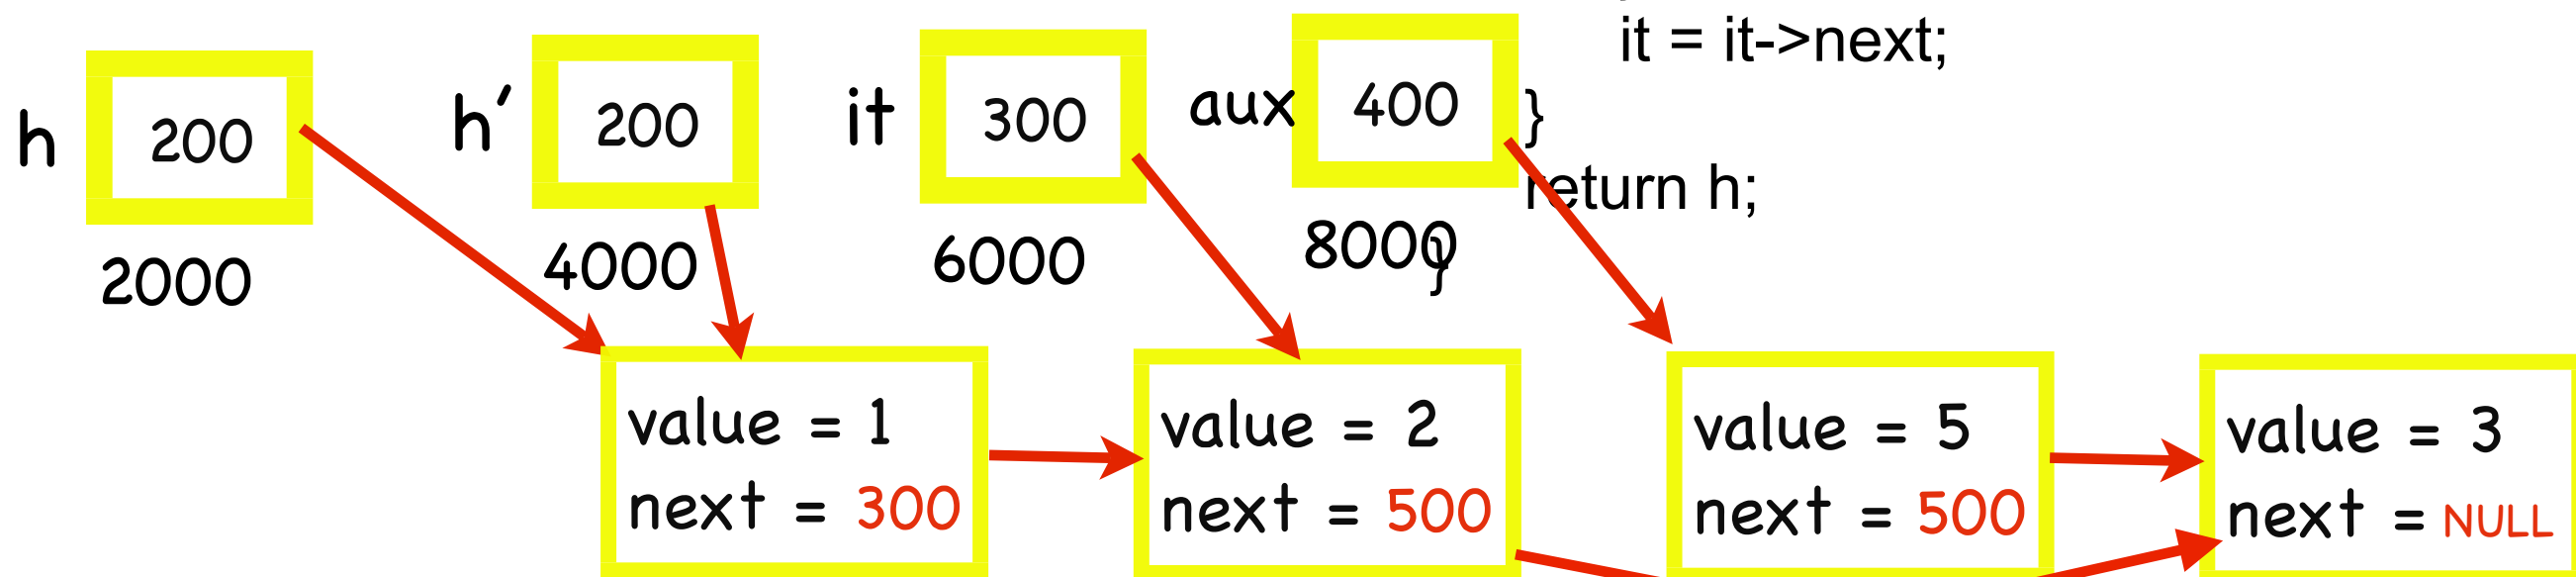 it = it->next;
h 200 h′ 200 it 300 aux 400 }
return h;
2000 4000 6000 8000 }
value = 1 value = 2 value = 5 value = 3
next = 300 next = 500 next = 500 next = NULL